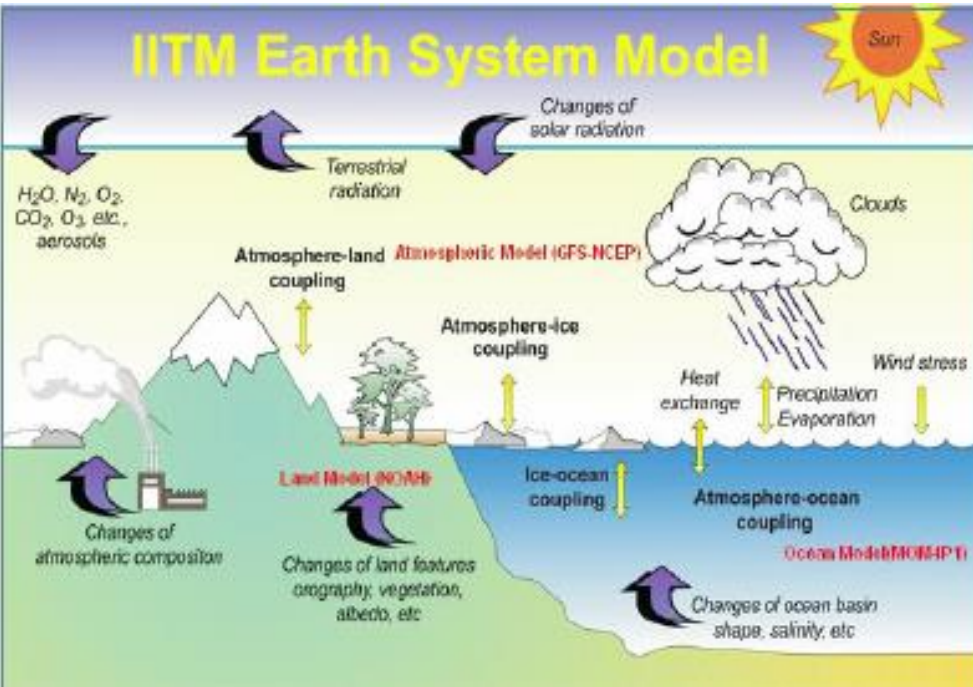 IITM Earth System Model
Sun
Changes of
solar radiation
Terrestrial
radiation
H2O, N2, O2,
CO2, O3, etc.,
aerosols
Clouds
Atmosphere-land
coupling
Atmospheric Model (GFS-NCEP)
Atmosphere-ice
coupling
Heat
exchange
Precipitation
Evaporation
Wind stress
Land Model (NOAH)
Ice-ocean
coupling
Atmosphere-ocean
coupling
Ocean Model(MOM4P1)
Changes of
atmospheric compositon
Changes of land features
orography, vegetation,
albedo, etc
Changes of ocean basin
shape, salinity, etc